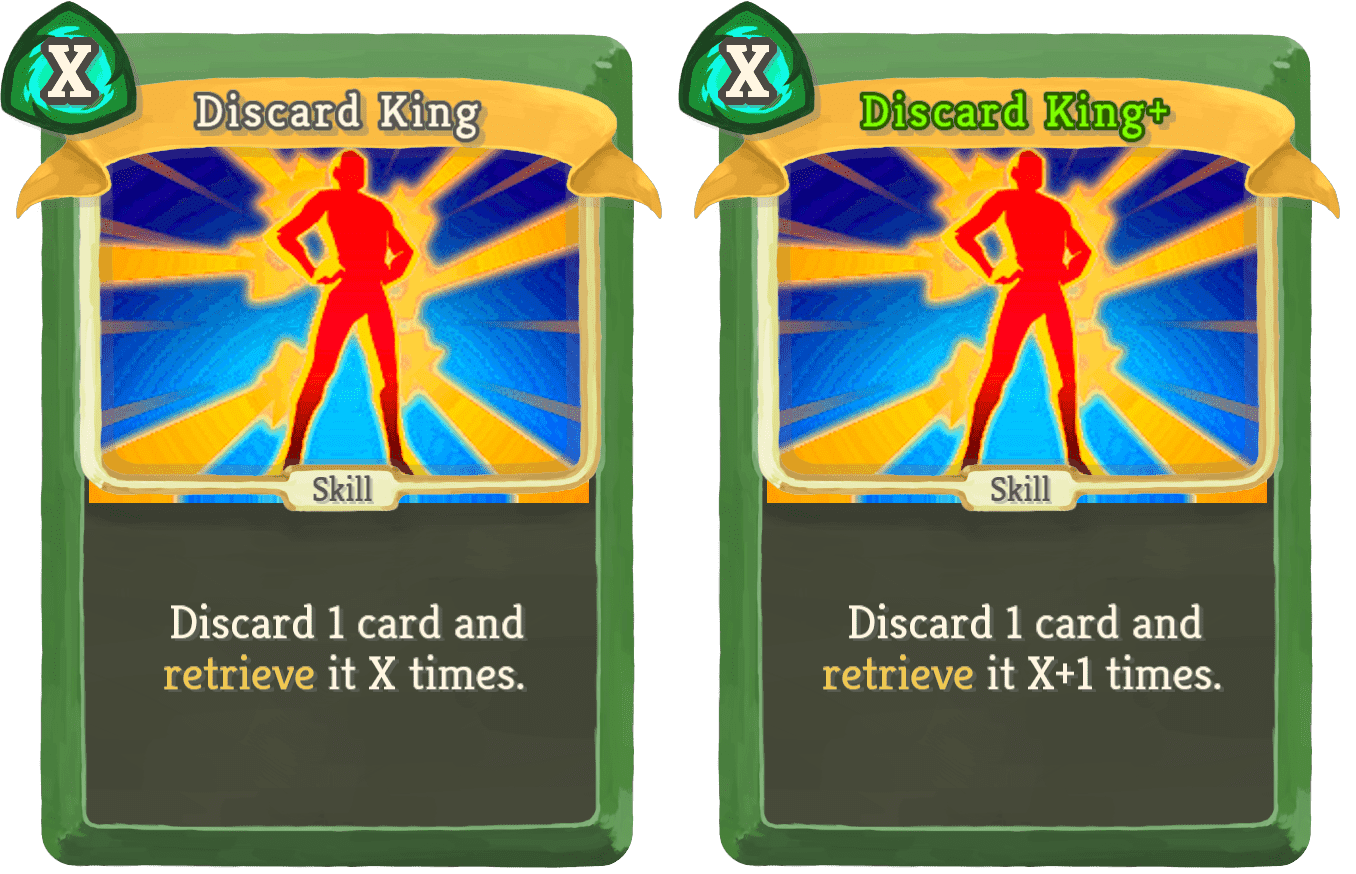 X
Discard King
Skill
Discard 1 card and
retrieve it X times.
X
Discard King+
Skill
Discard 1 card and
retrieve it X+1 times.